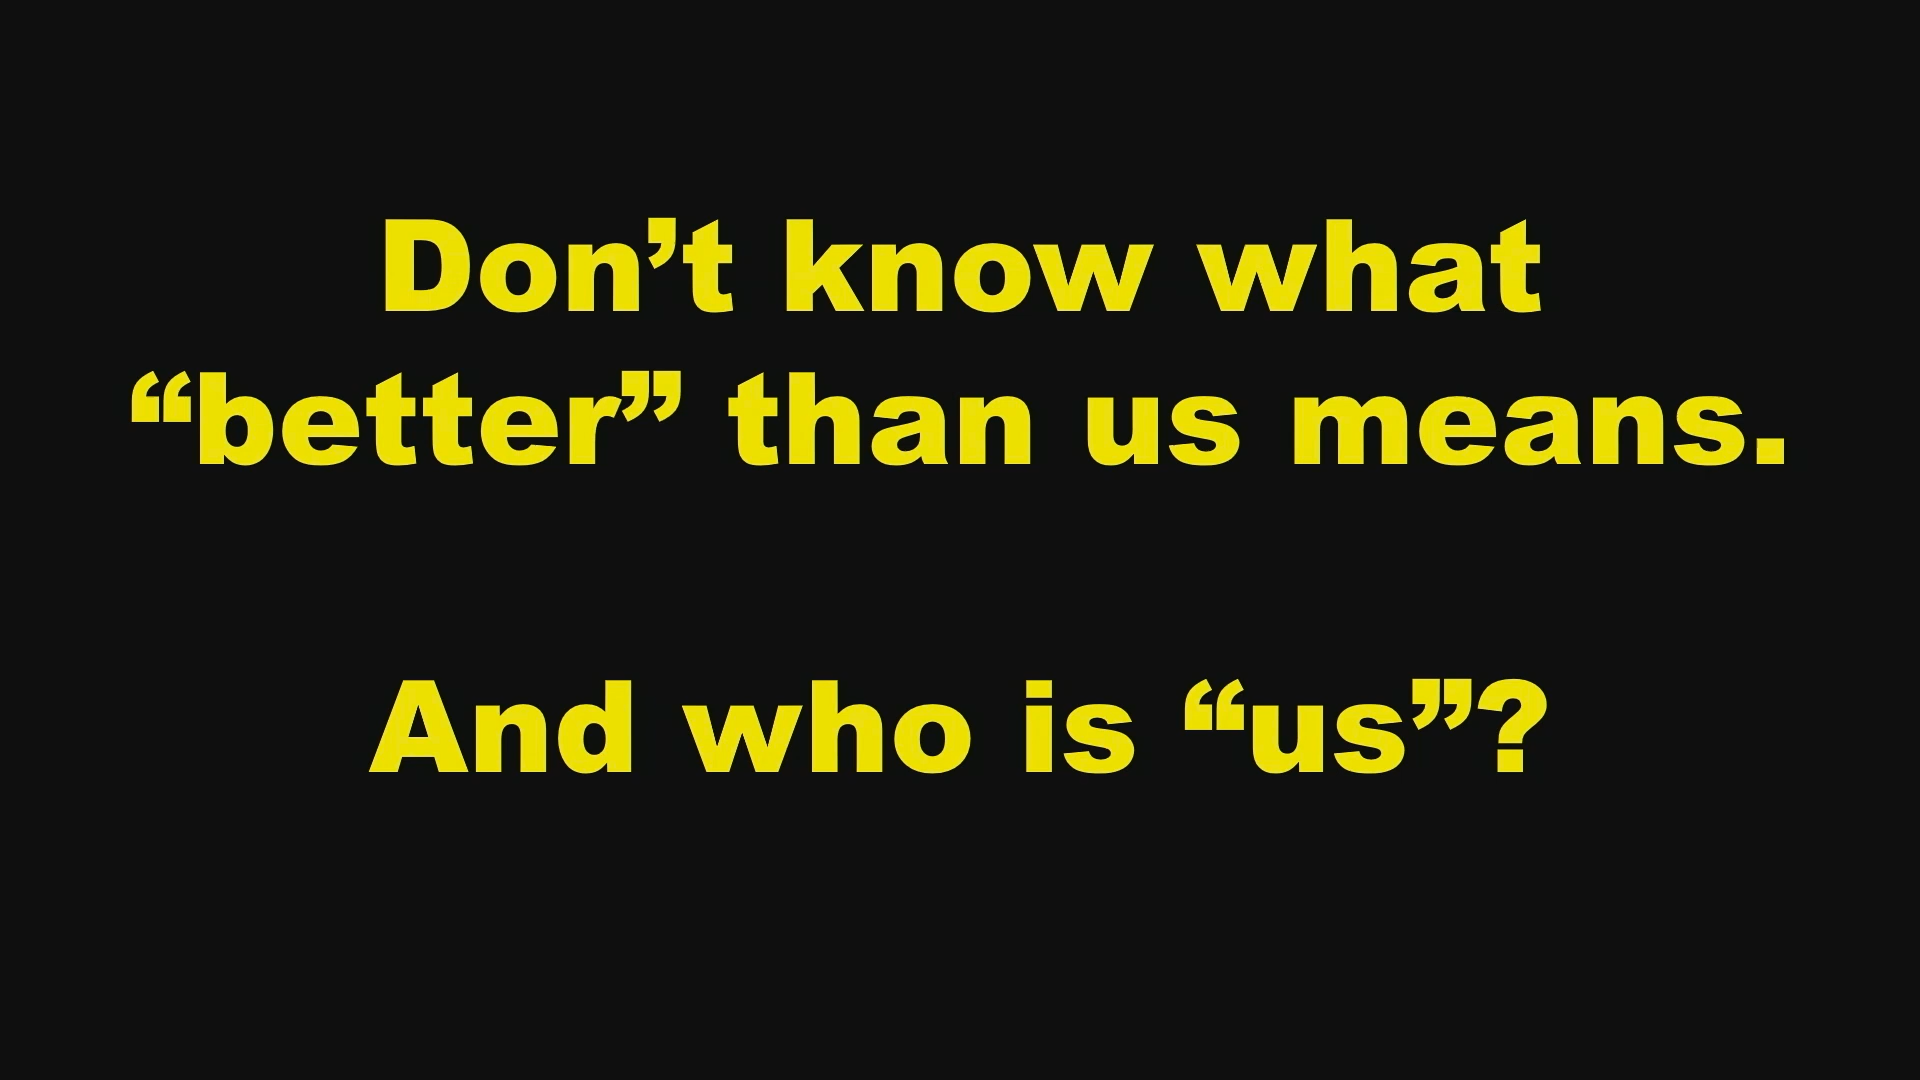 Don’t know what
“better” than us means.
And who is “us”?